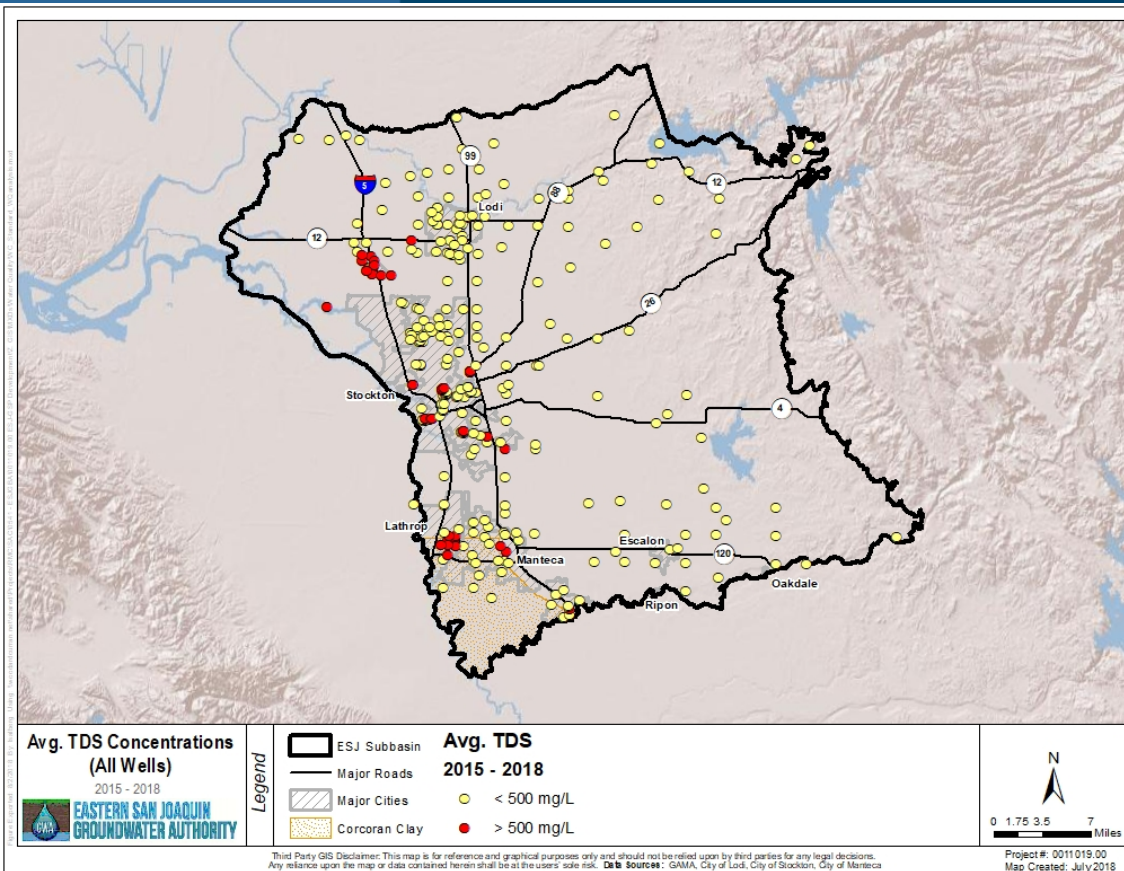 99
5
88
12
Lodi
12
26
Stockton
4
Lathrop
Escalon
Manteca
120
Oakdale
Ripon
Avg. TDS Concentrations
(All Wells)
2015 - 2018
GWA
EASTERN SAN JOAQUIN
GROUNDWATER AUTHORITY
Legend
ESJ Subbasin
Major Roads
Major Cities
Corcoran Clay
Avg. TDS
2015 - 2018
< 500 mg/L
> 500 mg/L
N
0 1.75 3.5 7
Miles
Third Party GIS Disclaimer: This map is for reference and graphical purposes only and should not be relied upon by third parties for any legal decisions.
Any reliance upon the map or data contained herein shall be at the users' sole risk. Data Sources: GAMA, City of Lodi, City of Stockton, City of Manteca
Project #: 0011019.00
Map Created: July 2018